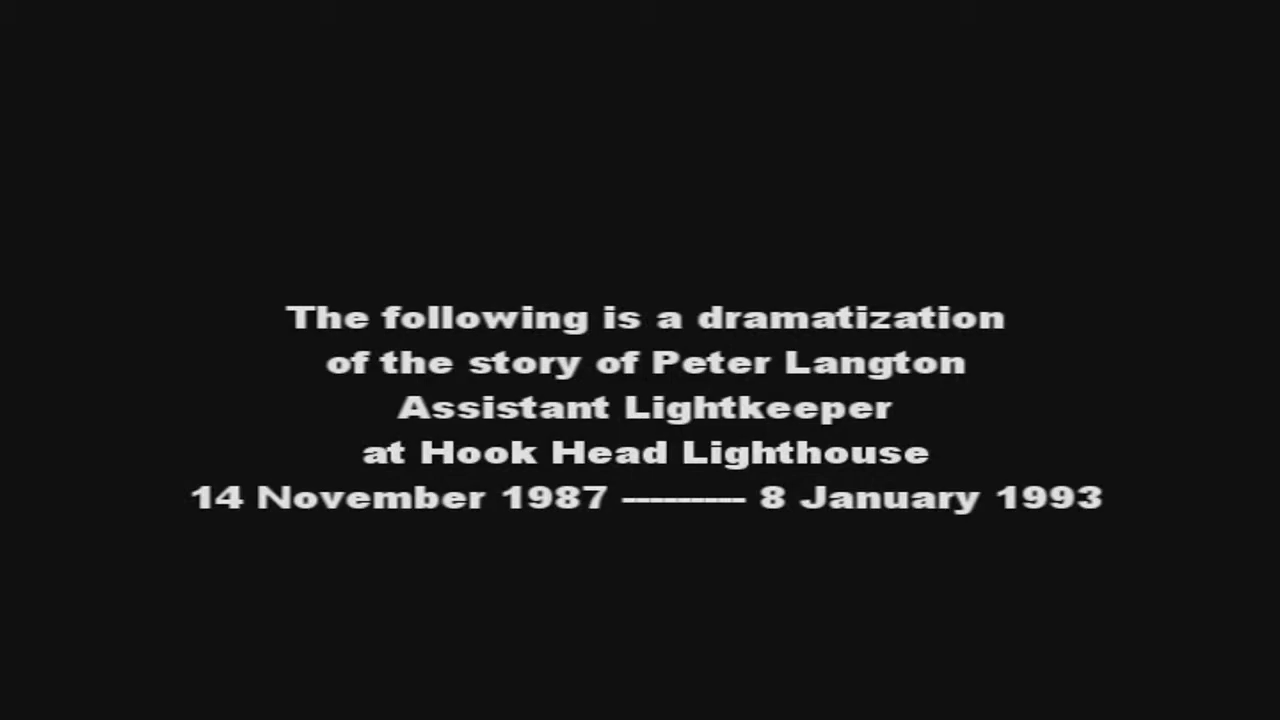 The following is a dramatization
of the story of Peter Langton
Assistant Lightkeeper
at Hook Head Lighthouse
14 November 1987 --------- 8 January 1993